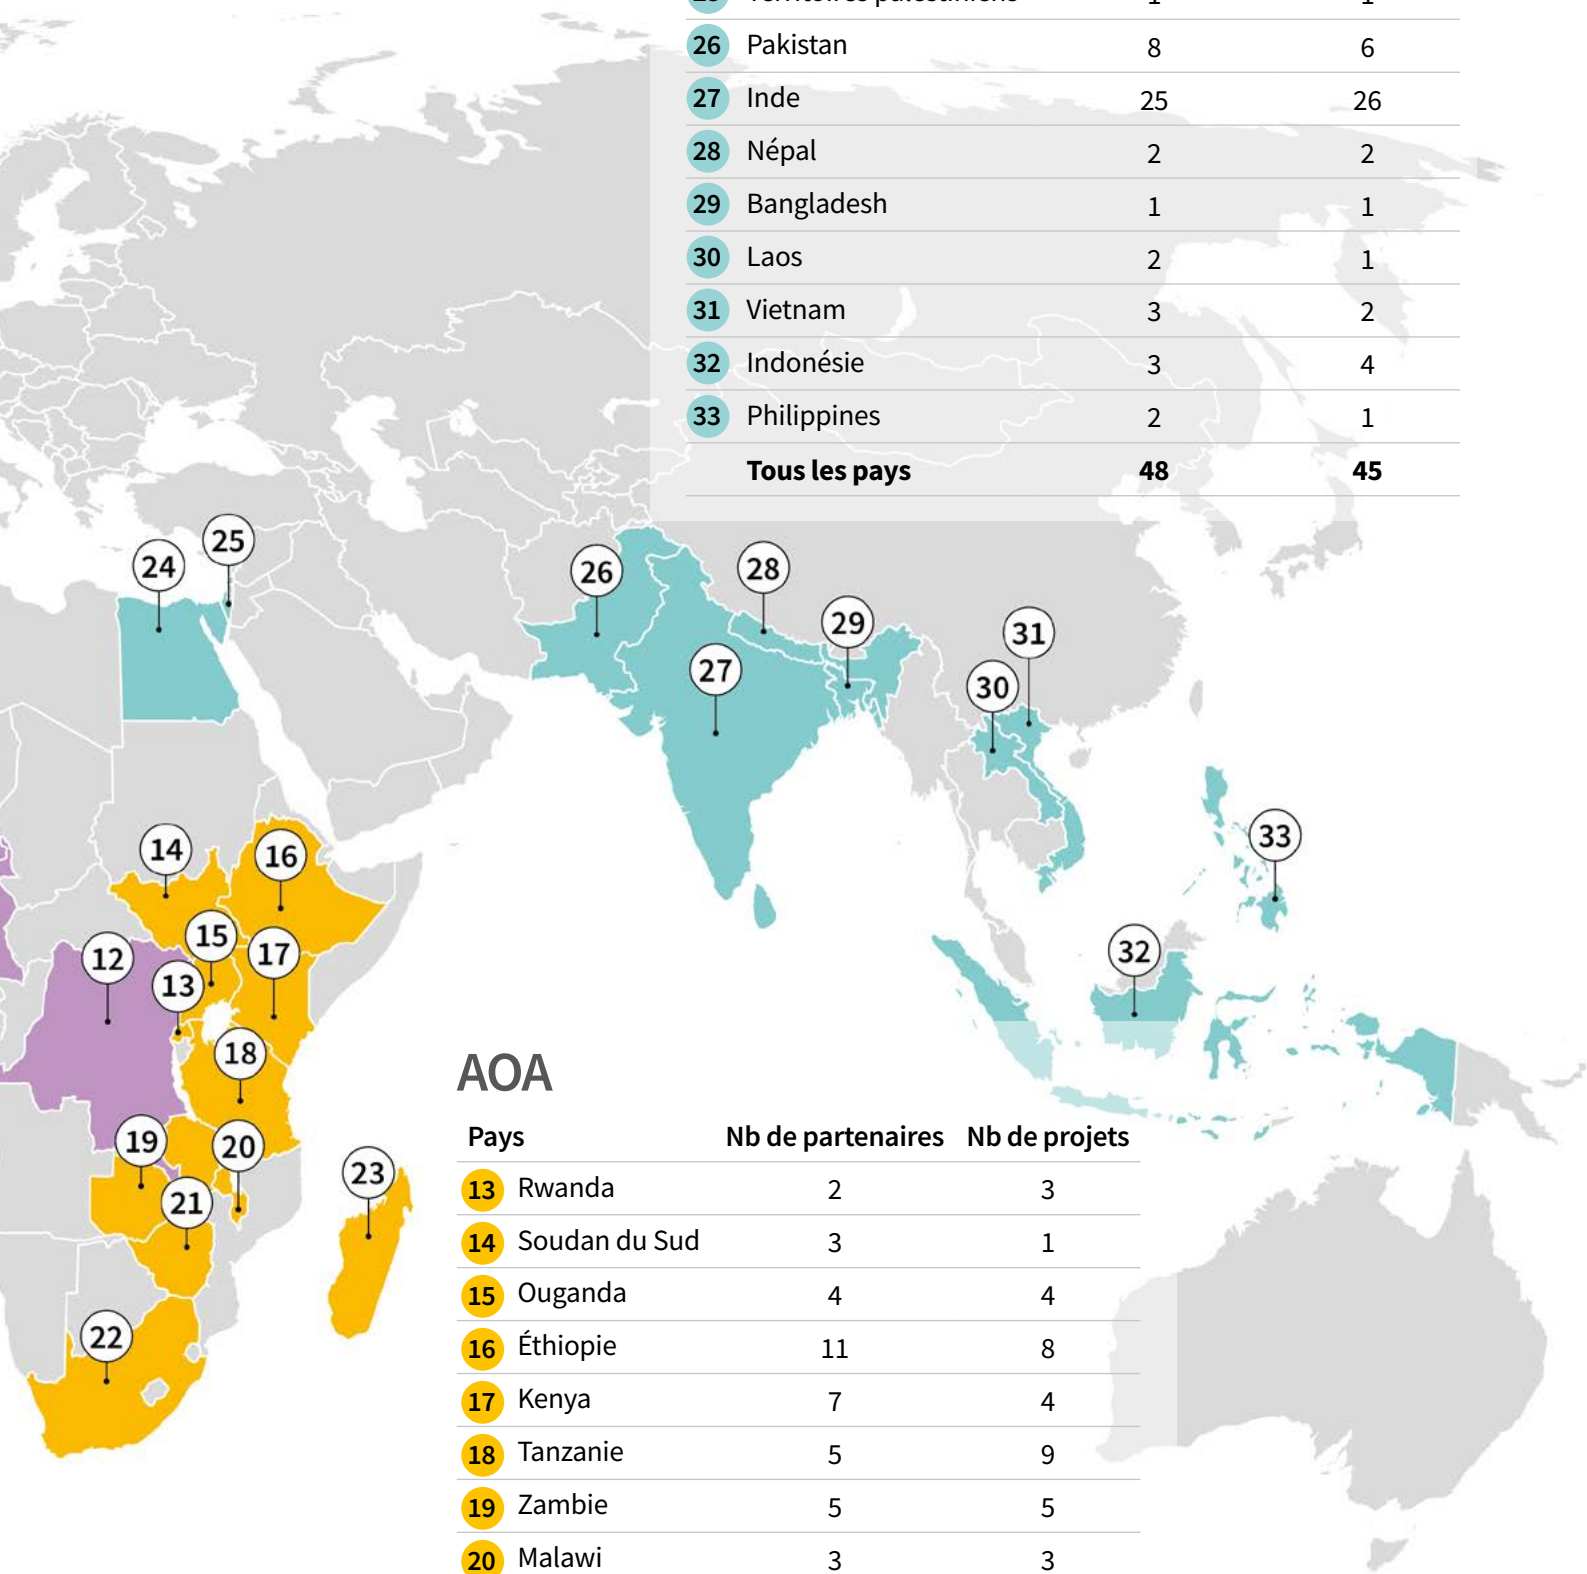 25 Territoires palestiniens 1 1
26 Pakistan 8 6
27 Inde 25 26
28 Népal 2 2
29 Bangladesh 1 1
30 Laos 2 1
31 Vietnam 3 2
32 Indonésie 3 4
33 Philippines 2 1
Tous les pays 48 45
25
24
26
28
29
31
27
30
14
16
33
15
17
32
12
13
18
19
20
23
21
22
AOA
Pays Nb de partenaires Nb de projets
13 Rwanda 2 3
14 Soudan du Sud 3 1
15 Ouganda 4 4
16 Éthiopie 11 8
17 Kenya 7 4
18 Tanzanie 5 9
19 Zambie 5 5
20 Malawi 3 3